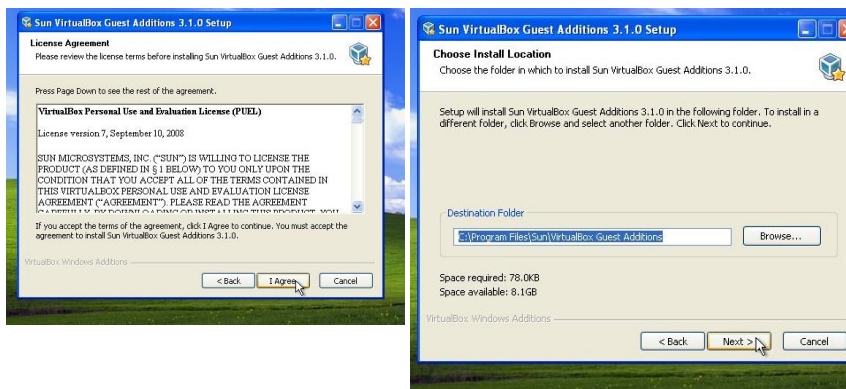 Sun VirtualBox Guest Additions 3.1.0 Setup
License Agreement
Please review the license terms before installing Sun VirtualBox Guest Additions 3.1.0.
Press Page Down to see the rest of the agreement.
VirtualBox Personal Use and Evaluation License (PUEL)
License version 7, September 10, 2008
SUN MICROSYSTEMS, INC. ("SUN") IS WILLING TO LICENSE THE
PRODUCT (AS DEFINED IN § 1 BELOW) TO YOU ONLY UPON THE
CONDITION THAT YOU ACCEPT ALL OF THE TERMS CONTAINED IN
THIS VIRTUALBOX PERSONAL USE AND EVALUATION LICENSE
AGREEMENT ("AGREEMENT"). PLEASE READ THE AGREEMENT
CAREFULLY. BY DOWNLOADING OR INSTALLING THIS PRODUCT, YOU
If you accept the terms of the agreement, click I Agree to continue. You must accept the
agreement to install Sun VirtualBox Guest Additions 3.1.0.
VirtualBox Windows Additions
< Back I Agree Cancel
Sun VirtualBox Guest Additions 3.1.0 Setup
Choose Install Location
Choose the folder in which to install Sun VirtualBox Guest Additions 3.1.0.
Setup will install Sun VirtualBox Guest Additions 3.1.0 in the following folder. To install in a
different folder, click Browse and select another folder. Click Next to continue.
Destination Folder
C:\Program Files\Sun\VirtualBox Guest Additions
Browse...
Space required: 78.0KB
Space available: 8.1GB
VirtualBox Windows Additions
< Back Next > Cancel